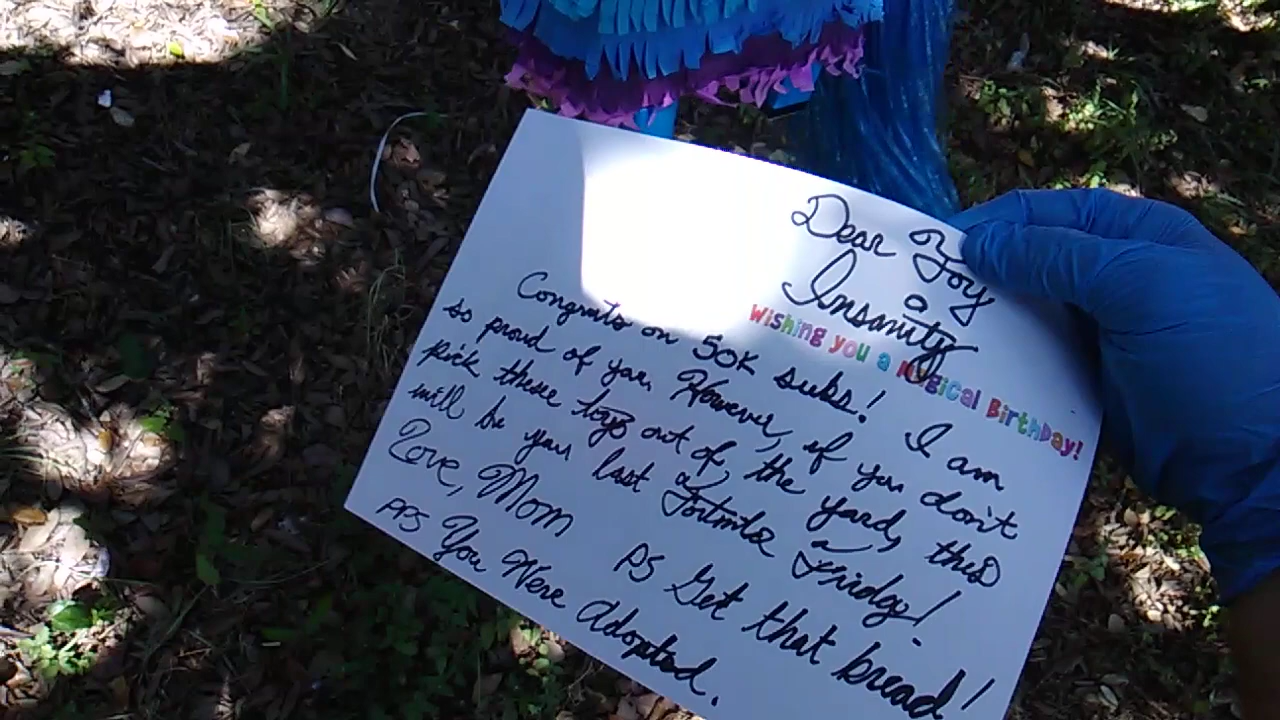 Dear Toy
a
Insanity
Wishing you a Magical Birthday!
Congrats on 50K subs! I am
so proud of you. However, if you don't
pick these toys out of the yard, this
will be your last Fortnite Friday!
Love, Mom
PS Get that bread!
PPS You Were Adopted.